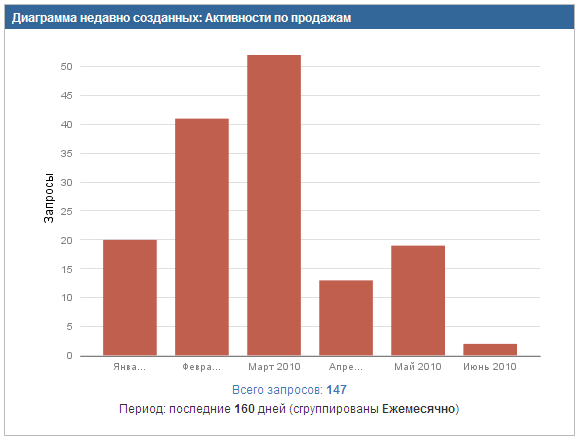 Диаграмма недавно созданных: Активности по продажам
50
45
40
35
30
25
20
15
10
5
0
Запросы
Янва... Февра... Март 2010 Апре... Май 2010 Июнь 2010
Всего запросов: 147
Период: последние 160 дней (сгруппированы Ежемесячно)